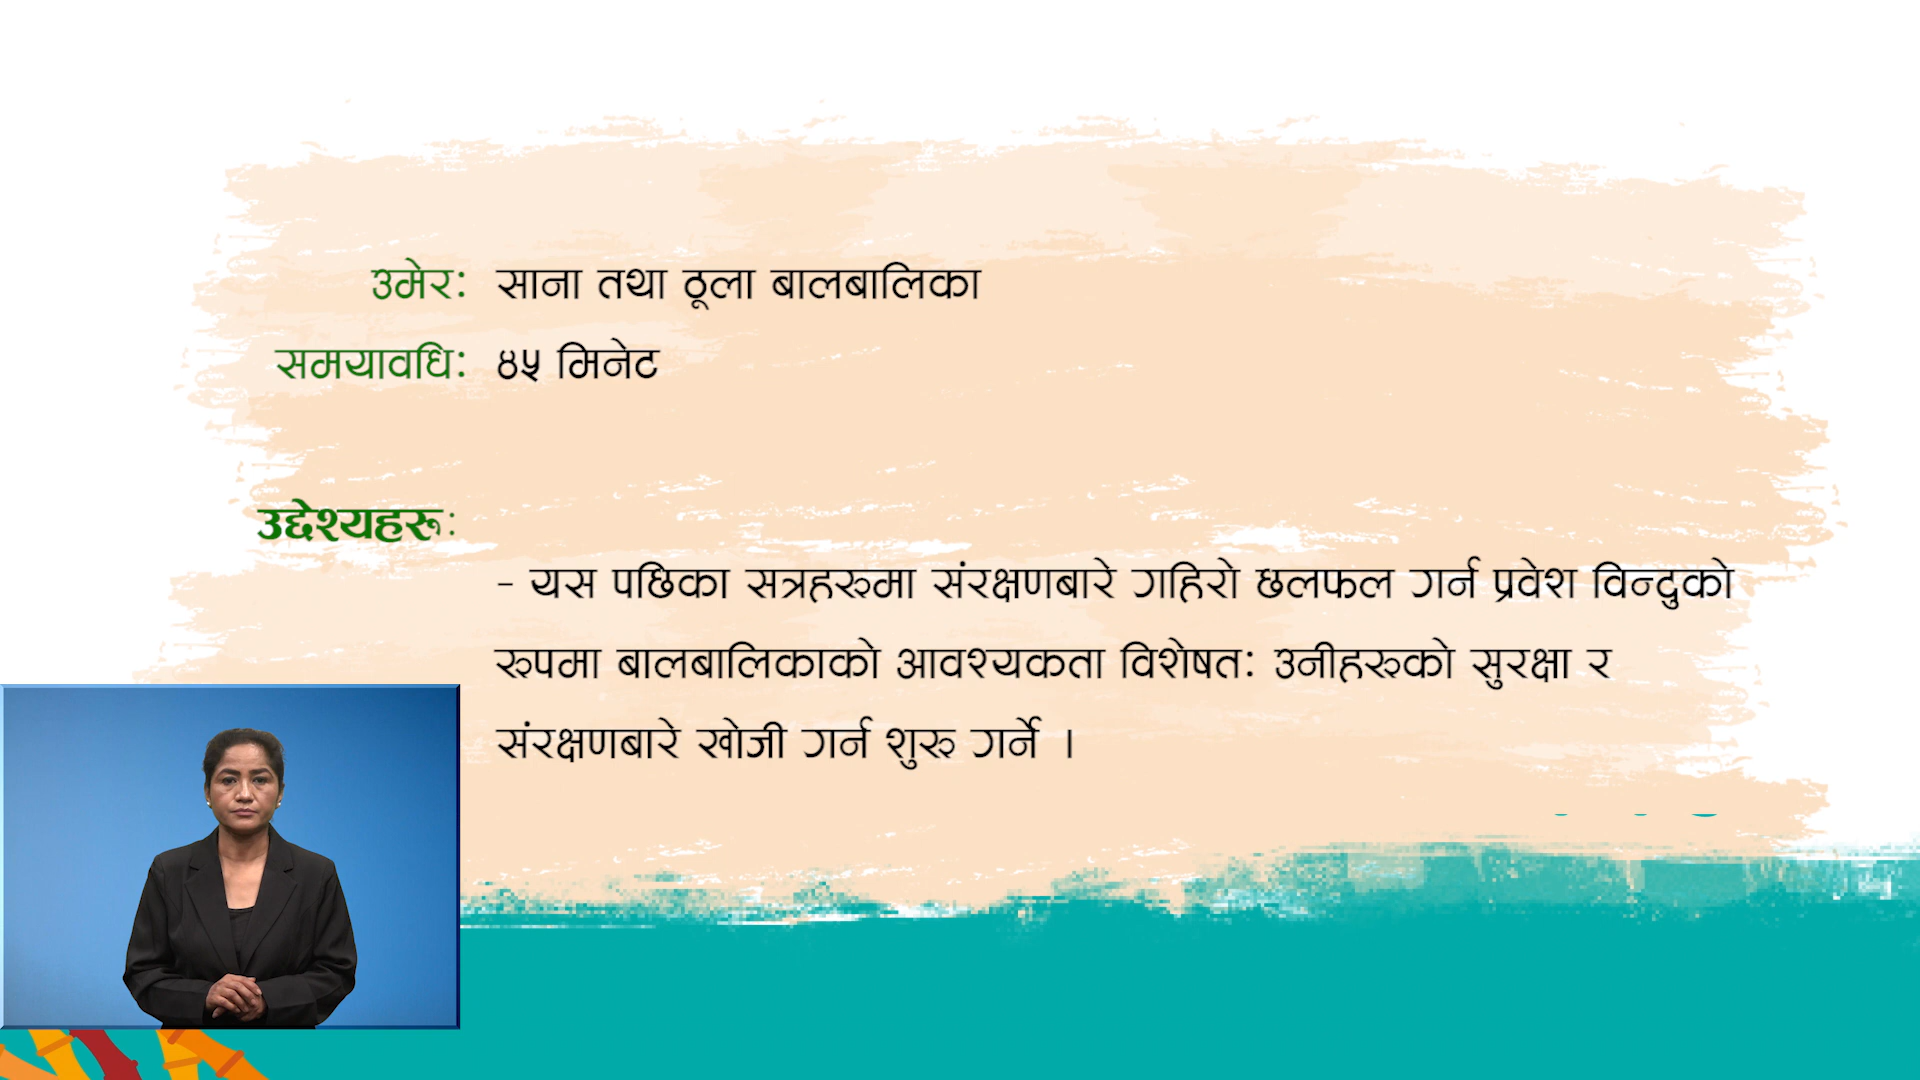 उमेर: साना तथा ठूला बालबालिका
समयावधि: ४५ मिनेट
उद्देश्यहरू:
- यस पछिका सत्रहरुमा संरक्षणबारे गहिरो छलफल गर्न प्रवेश विन्दुको
रुपमा बालबालिकाको आवश्यकता विशेषत: उनीहरुको सुरक्षा र
संरक्षणबारे खोजी गर्न शुरु गर्ने ।